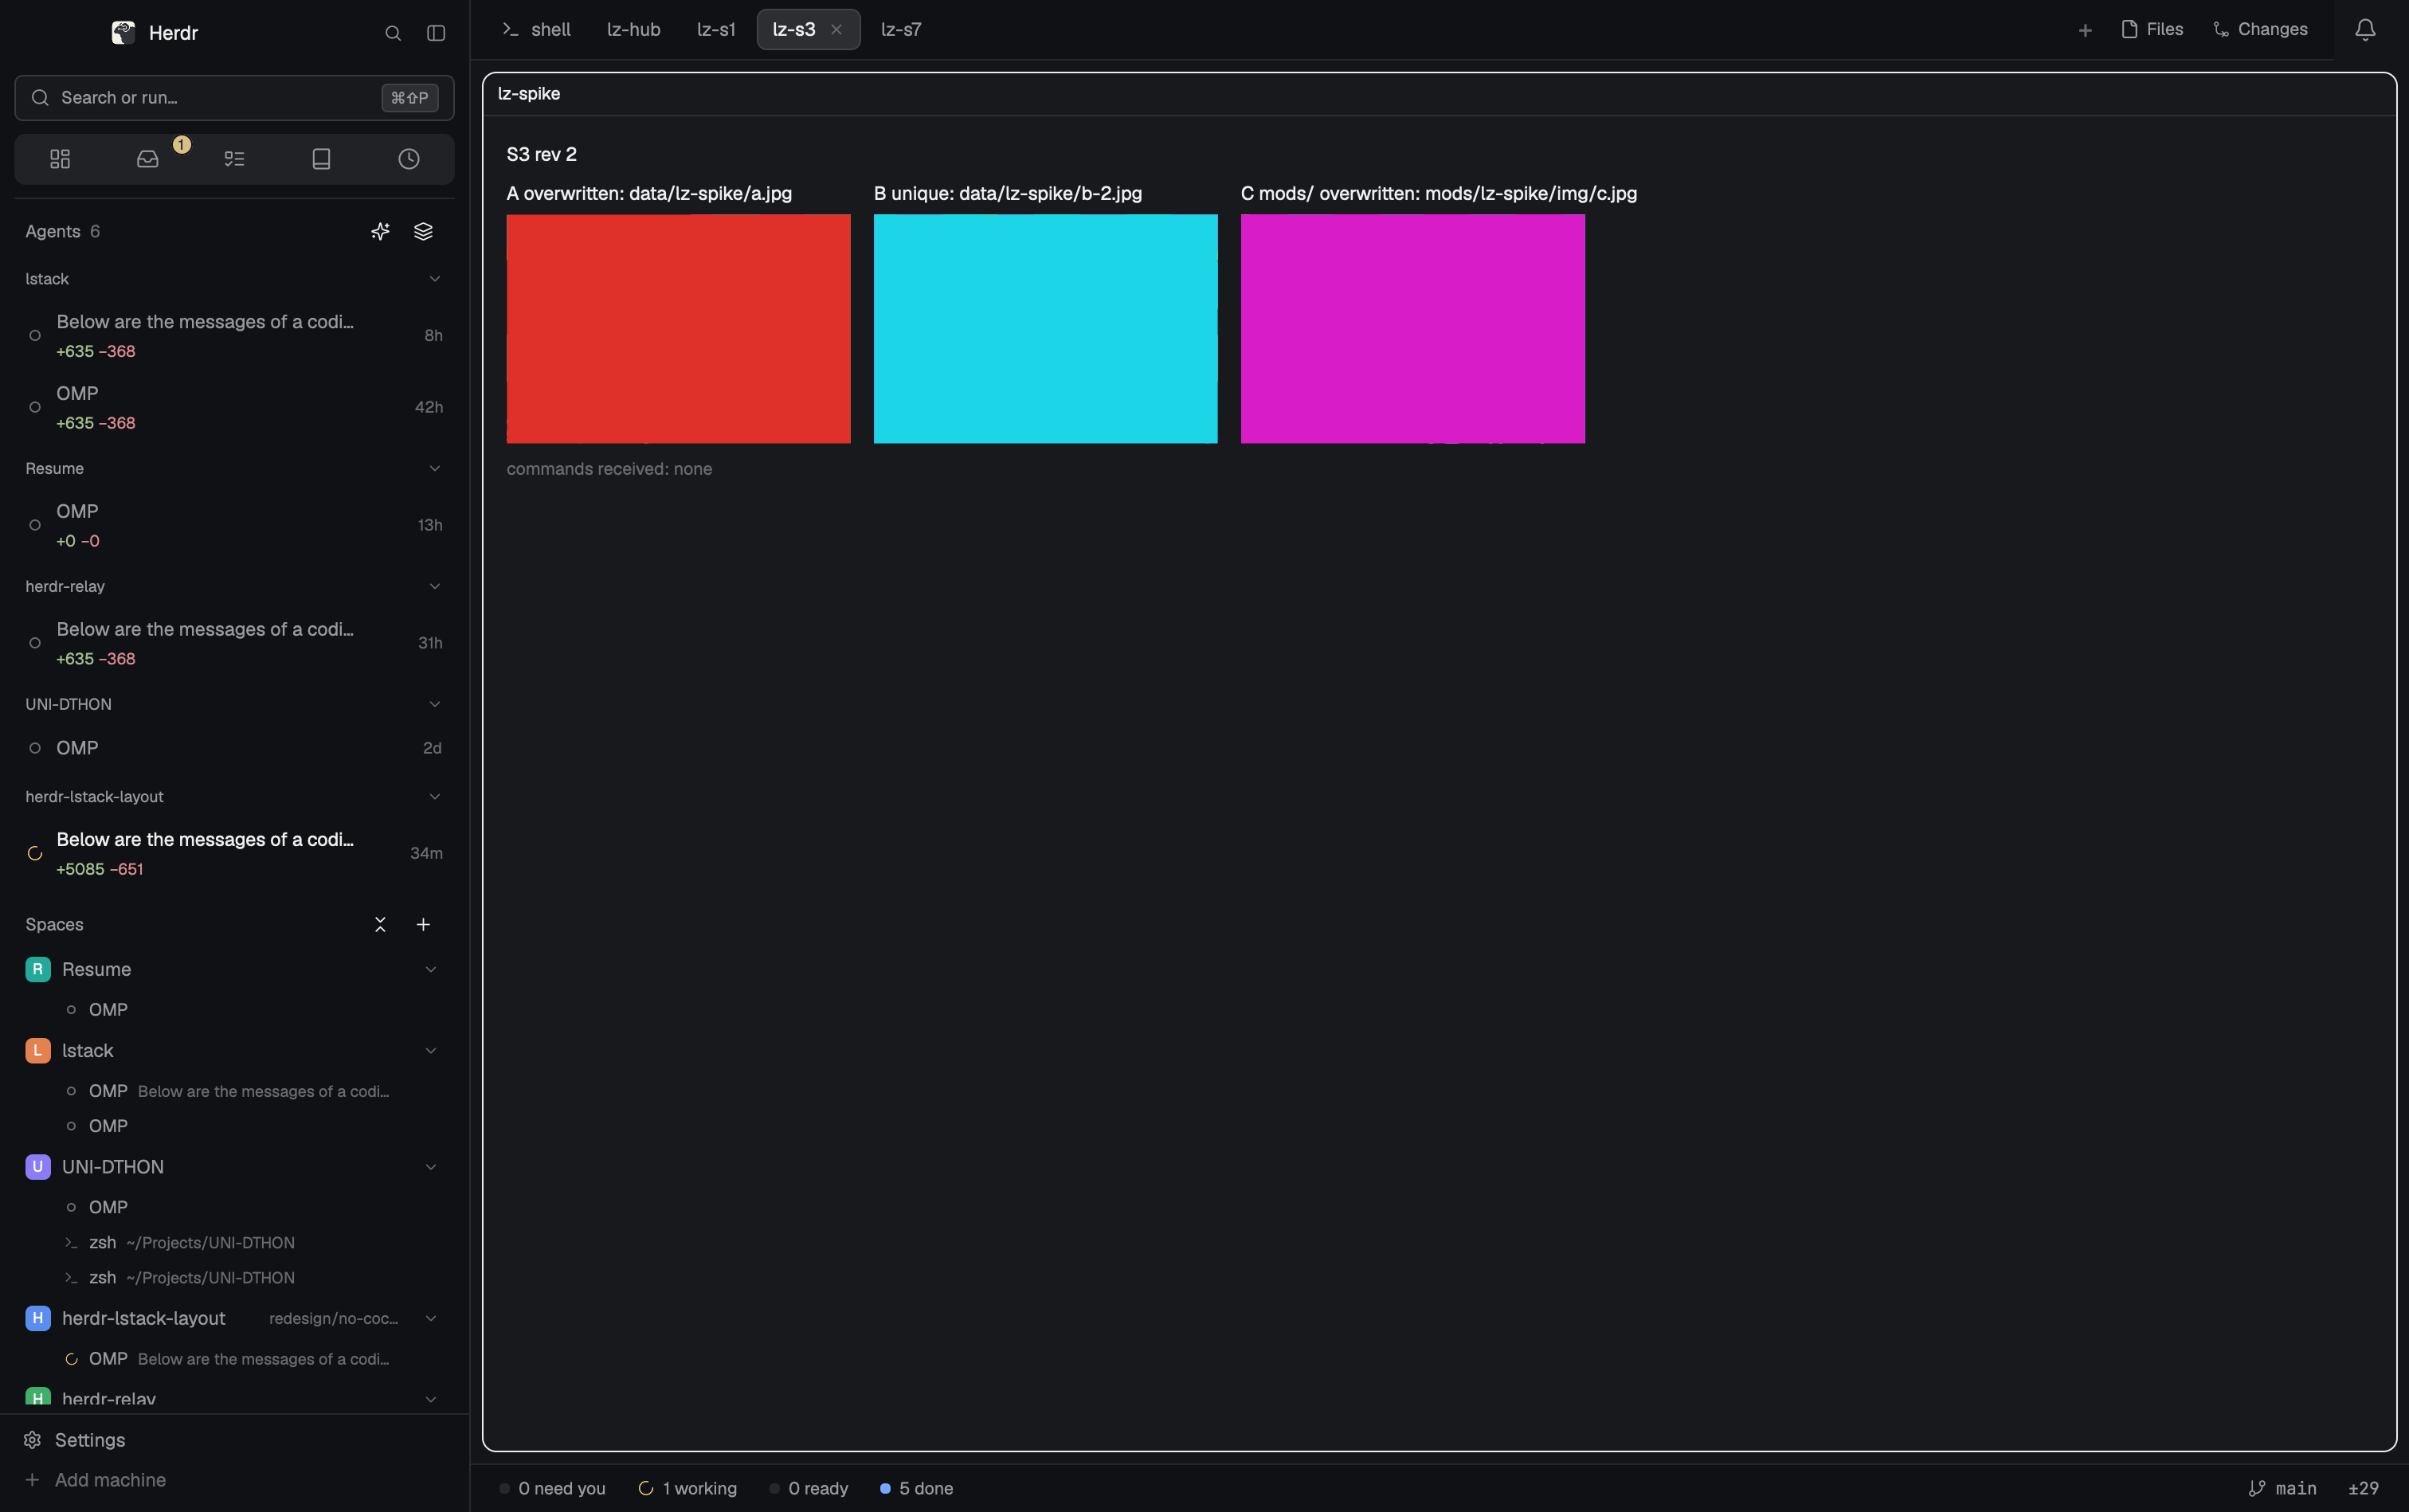 Herdr
Search or run...
⌘⇧P
1
Agents 6
lstack
Below are the messages of a codi...
8h
+635 −368
OMP
42h
+635 −368
Resume
OMP
13h
+0 −0
herdr-relay
Below are the messages of a codi...
31h
+635 −368
UNI-DTHON
OMP
2d
herdr-lstack-layout
Below are the messages of a codi...
34m
+5085 −651
Spaces
R Resume
OMP
L lstack
OMP Below are the messages of a codi...
OMP
U UNI-DTHON
OMP
zsh ~/Projects/UNI-DTHON
zsh ~/Projects/UNI-DTHON
H herdr-lstack-layout redesign/no-coc...
OMP Below are the messages of a codi...
H herdr-relay
Settings
Add machine
shell lz-hub lz-s1 lz-s3 lz-s7
Files Changes
lz-spike
S3 rev 2
A overwritten: data/lz-spike/a.jpg
B unique: data/lz-spike/b-2.jpg
C mods/ overwritten: mods/lz-spike/img/c.jpg
commands received: none
0 need you 1 working 0 ready 5 done
main ±29